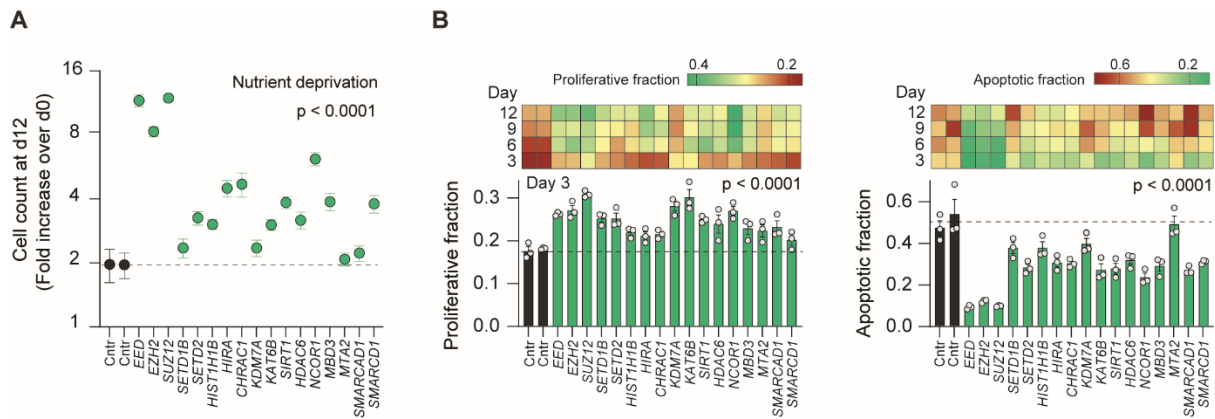 A
Cell count at d12
(Fold increase over d0)
16
8
4
2
1
Nutrient deprivation
p < 0.0001
Cntr
Cntr
EED
EZH2
SUZ12
SETD1B
SETD2
HIST1H1B
HIRA
CHRAC1
KDM7A
KAT6B
SIRT1
HDAC6
NCOR1
MBD3
MTA2
SMARCAD1
SMARCD1
B
0.4 0.2
Proliferative fraction
Day
12
9
6
3
Day 3
p < 0.0001
Proliferative fraction
0.3
0.2
0.1
0.0
Cntr
Cntr
EED
EZH2
SUZ12
SETD1B
SETD2
HIST1H1B
HIRA
CHRAC1
KDM7A
KAT6B
SIRT1
HDAC6
NCOR1
MBD3
MTA2
SMARCAD1
SMARCD1
0.6 0.2
Apoptotic fraction
Day
12
9
6
3
p < 0.0001
Apoptotic fraction
0.6
0.4
0.2
0.0
Cntr
Cntr
EED
EZH2
SUZ12
SETD1B
SETD2
HIST1H1B
HIRA
CHRAC1
KDM7A
KAT6B
SIRT1
HDAC6
NCOR1
MBD3
MTA2
SMARCAD1
SMARCD1